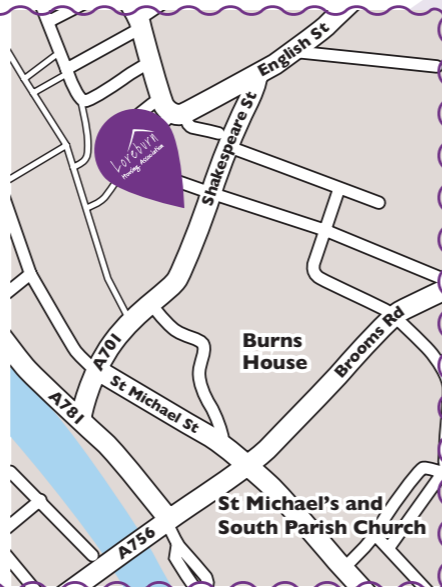 English St
Loreburn
Housing Association
Shakespeare St
A701
Burns
House
Brooms Rd
A781
St Michael St
St Michael's and
South Parish Church
A756